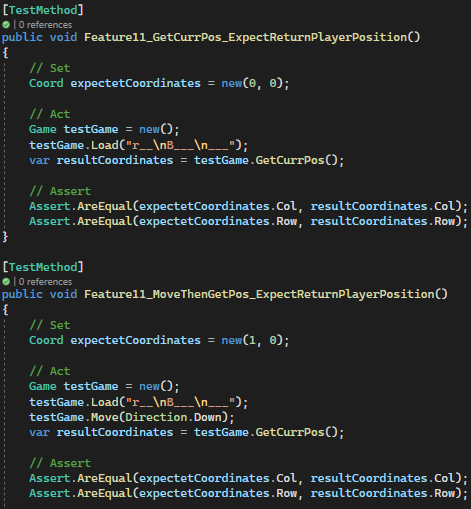 [TestMethod]
| 0 references
public void Feature11_GetCurrPos_ExpectReturnPlayerPosition()
{
// Set
Coord expectetCoordinates = new(0, 0);
// Act
Game testGame = new();
testGame.Load("r__\nB___\n___");
var resultCoordinates = testGame.GetCurrPos();
// Assert
Assert.AreEqual(expectetCoordinates.Col, resultCoordinates.Col);
Assert.AreEqual(expectetCoordinates.Row, resultCoordinates.Row);
}
[TestMethod]
| 0 references
public void Feature11_MoveThenGetPos_ExpectReturnPlayerPosition()
{
// Set
Coord expectetCoordinates = new(1, 0);
// Act
Game testGame = new();
testGame.Load("r__\nB___\n___");
testGame.Move(Direction.Down);
var resultCoordinates = testGame.GetCurrPos();
// Assert
Assert.AreEqual(expectetCoordinates.Col, resultCoordinates.Col);
Assert.AreEqual(expectetCoordinates.Row, resultCoordinates.Row);